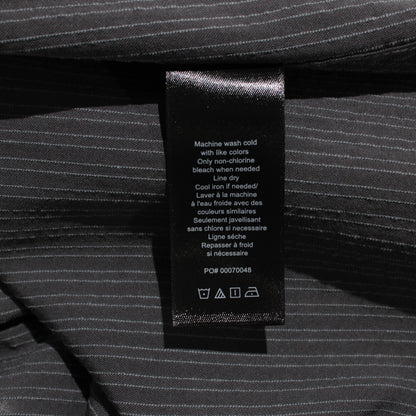 Machine wash cold
with like colors
Only non-chlorine
bleach when needed
Line dry
Cool iron if needed/
Laver à la machine
à l'eau froide avec des
couleurs similaires
Seulement javellisant
sans chlore si necessaire
Ligne séche
Repasser à froid
si nécessaire
PO# 00070048